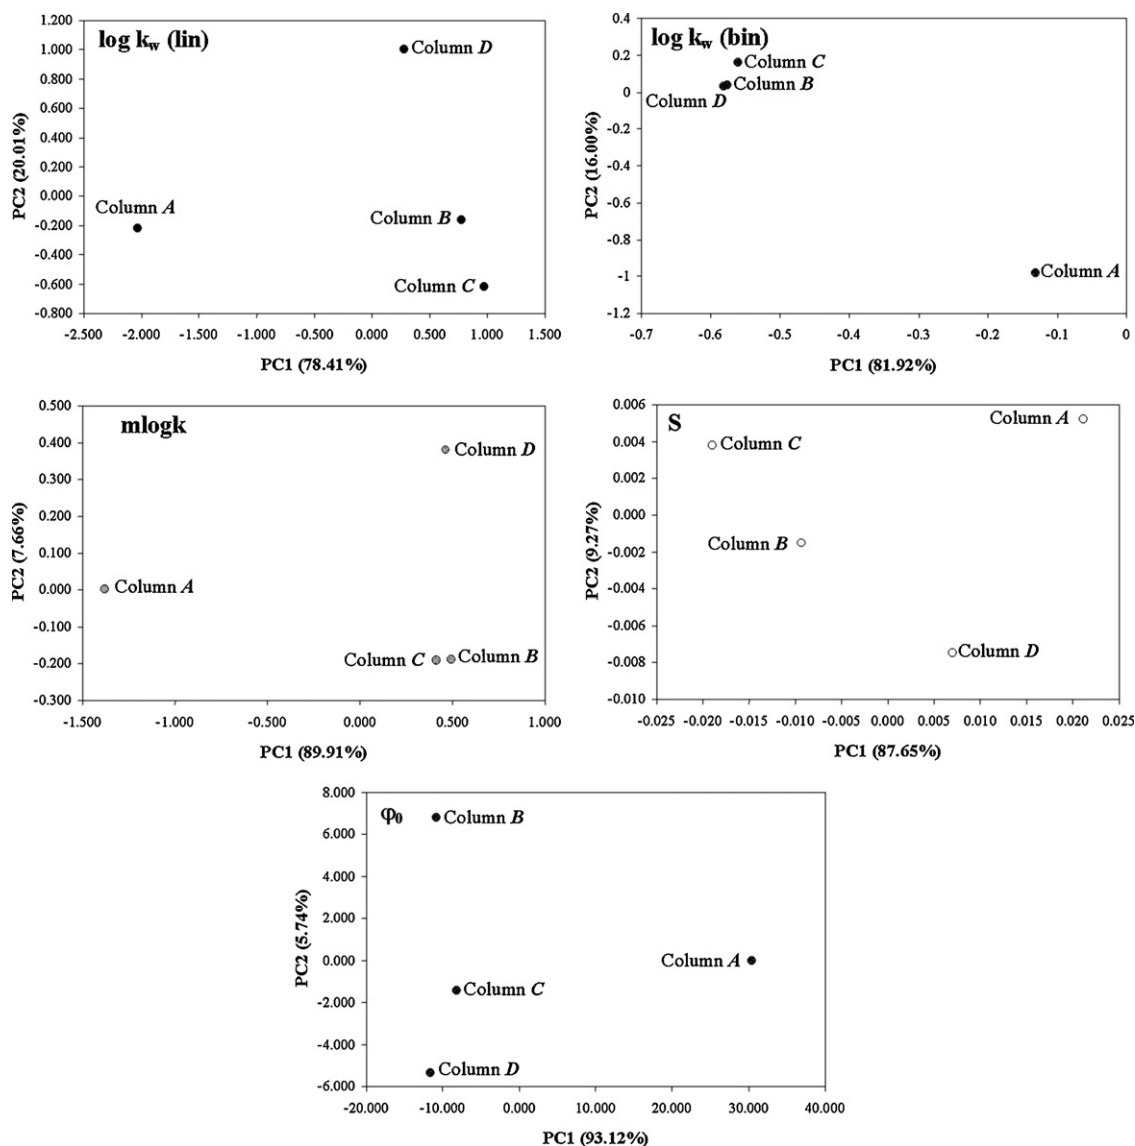 log kw (lin)
1.200
1.000
0.800
0.600
0.400
0.200
0.000
-0.200
-0.400
-0.600
-0.800
PC2 (20.01%)
Column D
Column A
Column B
Column C
-2.500 -2.000 -1.500 -1.000 -0.500 0.000 0.500 1.000 1.500
PC1 (78.41%)
log kw (bin)
0.4
0.2
0
-0.2
-0.4
-0.6
-0.8
-1
-1.2
PC2 (16.00%)
Column C
Column B
Column D
Column A
-0.7 -0.6 -0.5 -0.4 -0.3 -0.2 -0.1 0
PC1 (81.92%)
mlogk
0.500
0.400
0.300
0.200
0.100
0.000
-0.100
-0.200
-0.300
PC2 (7.66%)
Column D
Column A
Column C
Column B
-1.500 -1.000 -0.500 0.000 0.500 1.000
PC1 (89.91%)
S
0.006
0.004
0.002
0.000
-0.002
-0.004
-0.006
-0.008
-0.010
PC2 (9.27%)
Column A
Column C
Column B
Column D
-0.025 -0.020 -0.015 -0.010 -0.005 0.000 0.005 0.010 0.015 0.020 0.025
PC1 (87.65%)
φ0
8.000
6.000
4.000
2.000
0.000
-2.000
-4.000
-6.000
PC2 (5.74%)
Column B
Column A
Column C
Column D
-20.000 -10.000 0.000 10.000 20.000 30.000 40.000
PC1 (93.12%)